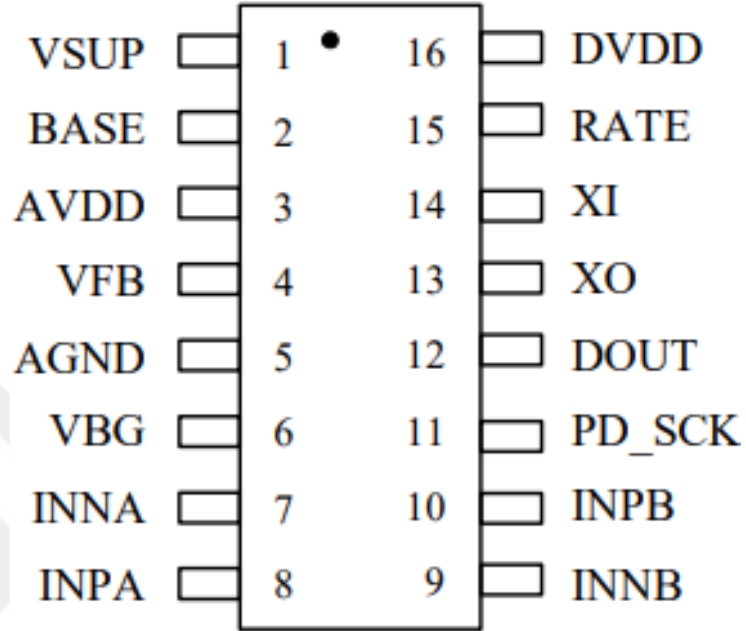 VSUP 1 16 DVDD
BASE 2 15 RATE
AVDD 3 14 XI
VFB 4 13 XO
AGND 5 12 DOUT
VBG 6 11 PD_SCK
INNA 7 10 INPB
INPA 8 9 INNB